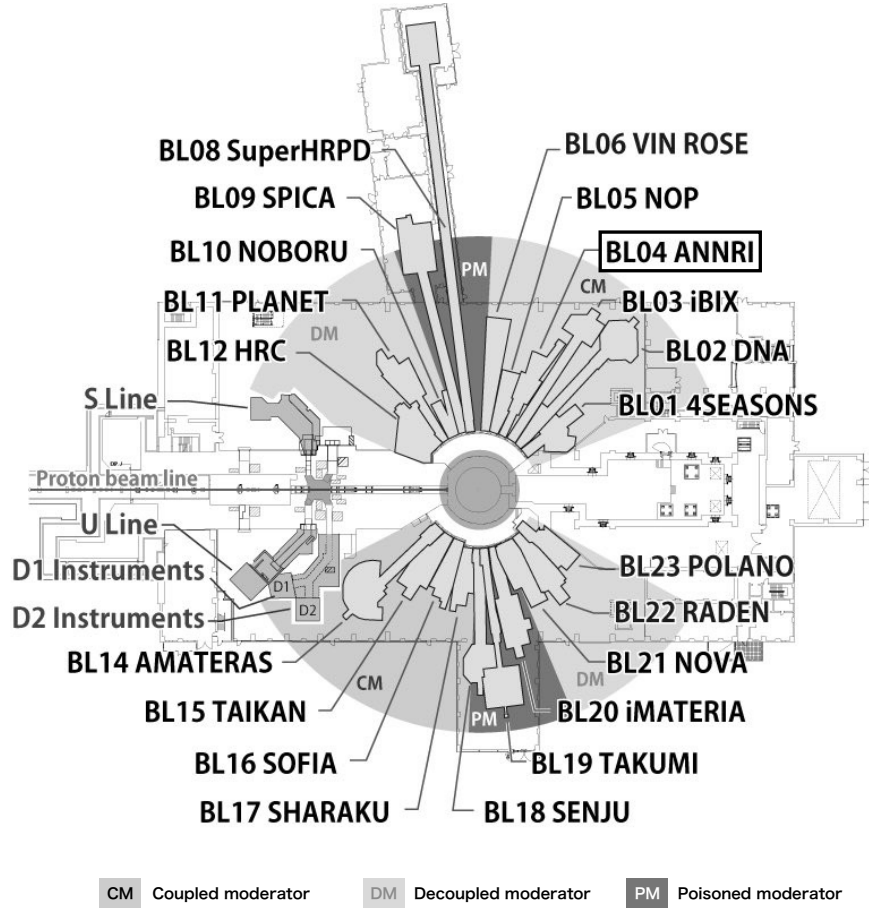 BL08 SuperHRPD
BL06 VIN ROSE
BL09 SPICA
BL05 NOP
BL10 NOBORU
PM
BL04 ANNRI
CM
BL11 PLANET
BL03 iBIX
DM
BL12 HRC
BL02 DNA
S Line
BL01 4SEASONS
Proton beam line
U Line
D1 Instruments
D1
BL23 POLANO
D2 Instruments
D2
BL22 RADEN
BL14 AMATERAS
CM
BL21 NOVA
DM
BL15 TAIKAN
PM
BL20 iMATERIA
BL16 SOFIA
BL19 TAKUMI
BL17 SHARAKU
BL18 SENJU
CM Coupled moderator
DM Decoupled moderator
PM Poisoned moderator